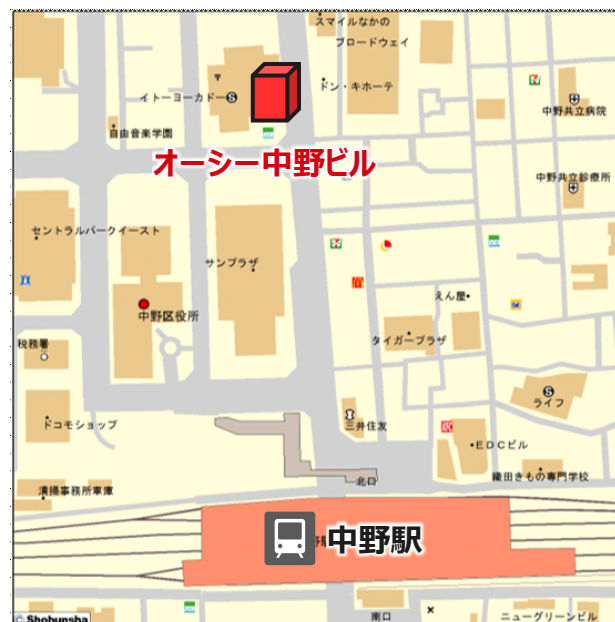 スマイルなかの
ブロードウェイ
イトーヨーカドー
ドン・キホーテ
中野共立病院
自由音楽学園
オーシー中野ビル
中野共立診療所
セントラルパークイースト
サンプラザ
中野区役所
えん屋
税務署
タイガープラザ
ライフ
ドコモショップ
三井住友
EDCビル
織田きもの専門学校
清掃事務所車庫
北口
中野駅
南口
ニューグリーンビル
© Shobunsha